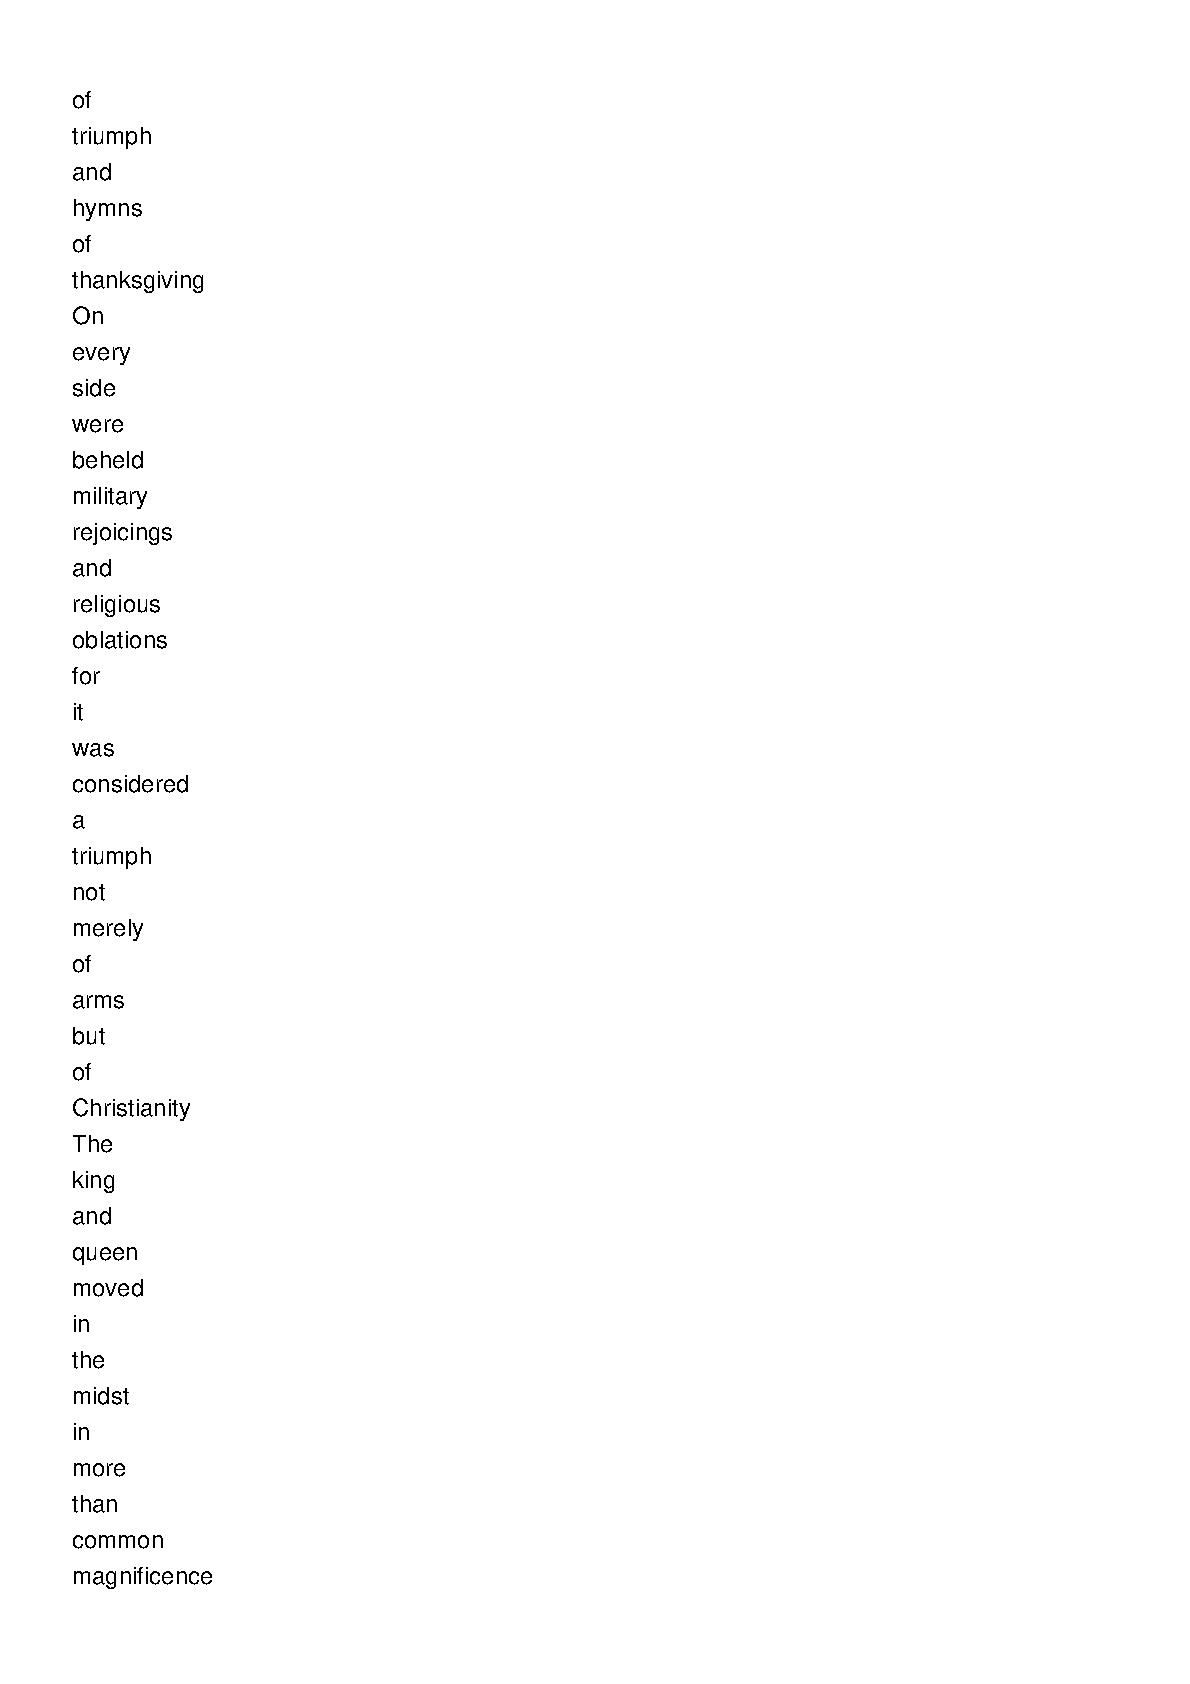 of
triumph
and
hymns
of
thanksgiving
On
every
side
were
beheld
military
rejoicings
and
religious
oblations
for
it
was
considered
a
triumph
not
merely
of
arms
but
of
Christianity
The
king
and
queen
moved
in
the
midst
in
more
than
common
magnificence